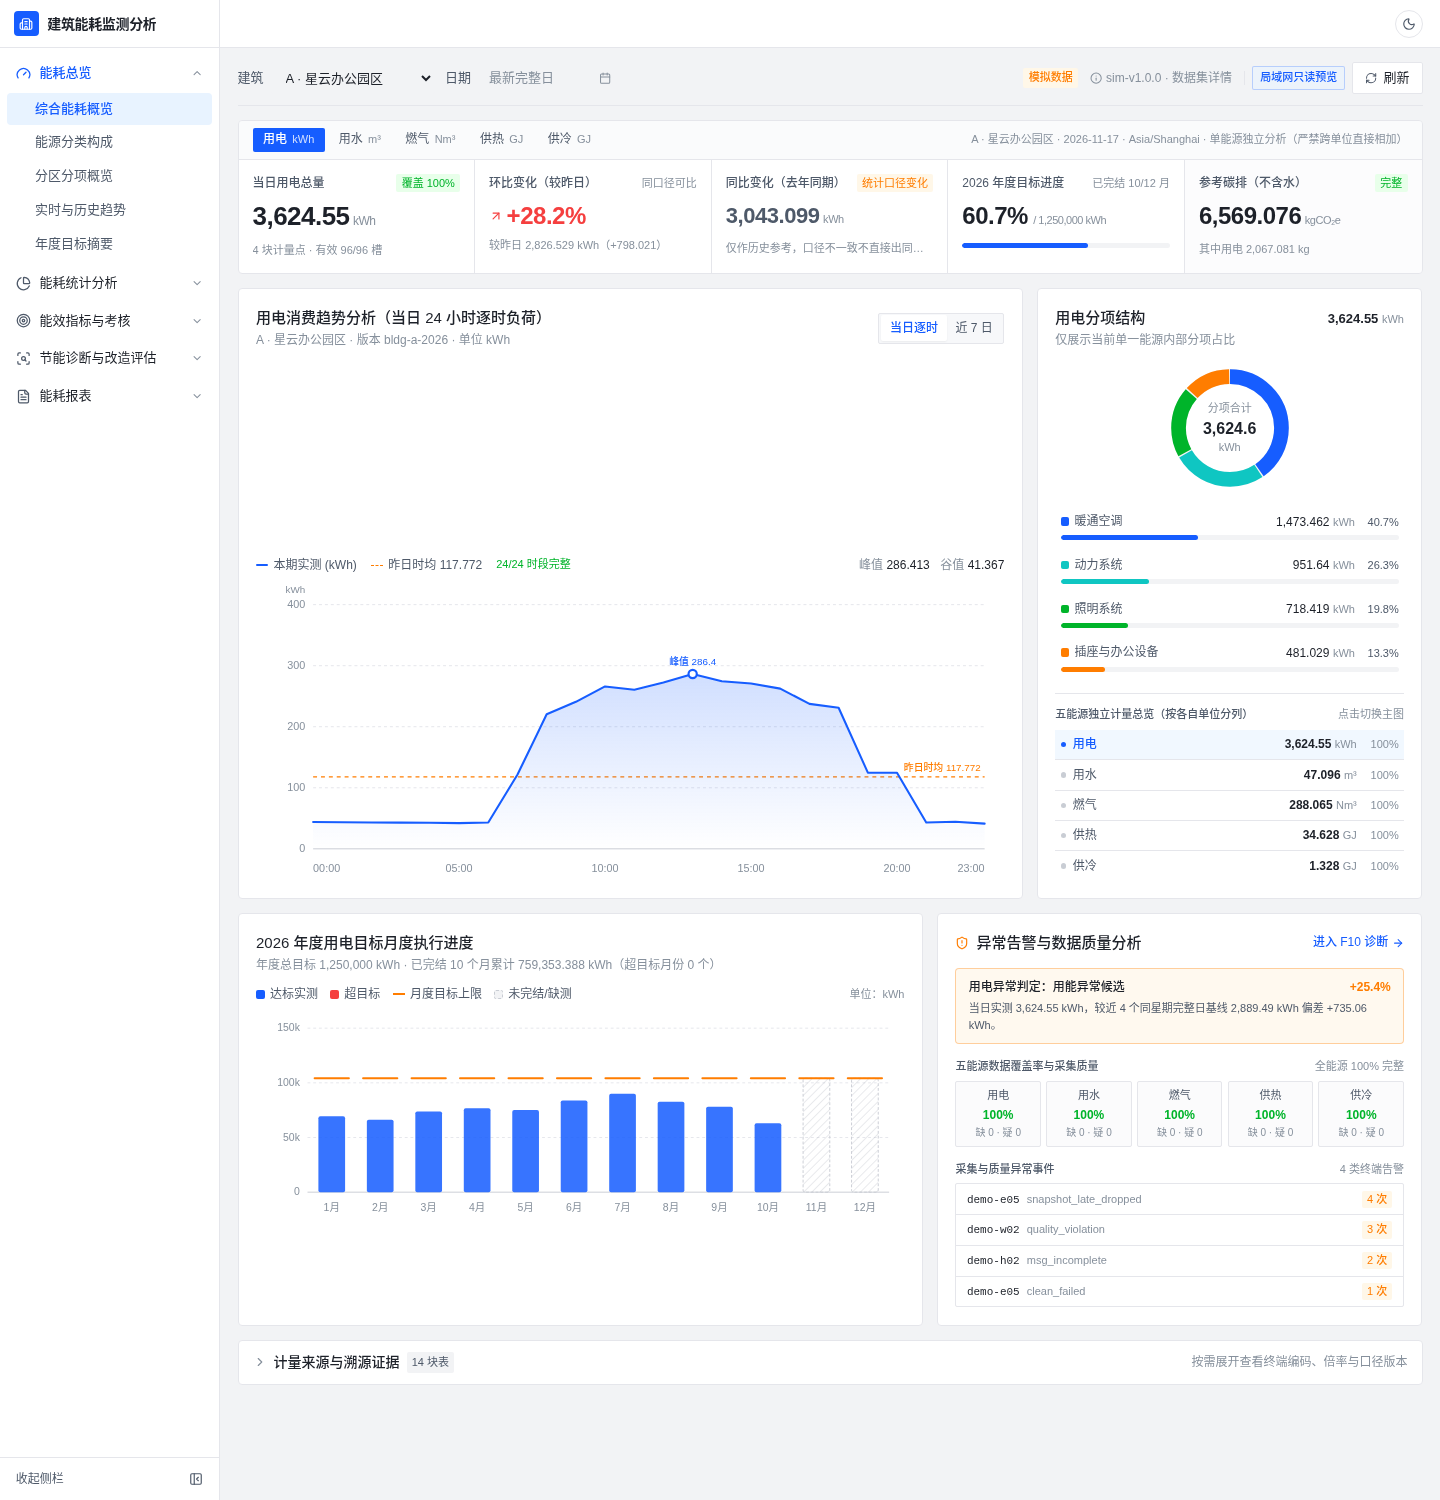 建筑能耗监测分析
能耗总览
综合能耗概览
能源分类构成
分区分项概览
实时与历史趋势
年度目标摘要
能耗统计分析
能效指标与考核
节能诊断与改造评估
能耗报表
收起侧栏
建筑 A · 星云办公园区 日期 最新完整日
模拟数据 sim-v1.0.0 · 数据集详情 局域网只读预览 刷新
用电 kWh 用水 m³ 燃气 Nm³ 供热 GJ 供冷 GJ
A · 星云办公园区 · 2026-11-17 · Asia/Shanghai · 单能源独立分析（严禁跨单位直接相加）
当日用电总量 覆盖 100%
3,624.55 kWh
4 块计量点 · 有效 96/96 槽
环比变化（较昨日） 同口径可比
+28.2%
较昨日 2,826.529 kWh（+798.021）
同比变化（去年同期） 统计口径变化
3,043.099 kWh
仅作历史参考，口径不一致不直接出同…
2026 年度目标进度 已完结 10/12 月
60.7% / 1,250,000 kWh
参考碳排（不含水） 完整
6,569.076 kgCO₂e
其中用电 2,067.081 kg
用电消费趋势分析（当日 24 小时逐时负荷）
A · 星云办公园区 · 版本 bldg-a-2026 · 单位 kWh
当日逐时 近 7 日
本期实测 (kWh) --- 昨日时均 117.772 24/24 时段完整
峰值 286.413 谷值 41.367
kWh
400
300
200
100
0
峰值 286.4
昨日时均 117.772
00:00 05:00 10:00 15:00 20:00 23:00
用电分项结构 3,624.55 kWh
仅展示当前单一能源内部分项占比
分项合计
3,624.6
kWh
暖通空调 1,473.462 kWh 40.7%
动力系统 951.64 kWh 26.3%
照明系统 718.419 kWh 19.8%
插座与办公设备 481.029 kWh 13.3%
五能源独立计量总览（按各自单位分列） 点击切换主图
用电 3,624.55 kWh 100%
用水 47.096 m³ 100%
燃气 288.065 Nm³ 100%
供热 34.628 GJ 100%
供冷 1.328 GJ 100%
2026 年度用电目标月度执行进度
年度总目标 1,250,000 kWh · 已完结 10 个月累计 759,353.388 kWh（超目标月份 0 个）
达标实测 超目标 月度目标上限 未完结/缺测 单位：kWh
150k
100k
50k
0
1月 2月 3月 4月 5月 6月 7月 8月 9月 10月 11月 12月
异常告警与数据质量分析 进入 F10 诊断
用电异常判定：用能异常候选 +25.4%
当日实测 3,624.55 kWh，较近 4 个同星期完整日基线 2,889.49 kWh 偏差 +735.06
kWh。
五能源数据覆盖率与采集质量 全能源 100% 完整
用电 用水 燃气 供热 供冷
100% 100% 100% 100% 100%
缺 0 · 疑 0 缺 0 · 疑 0 缺 0 · 疑 0 缺 0 · 疑 0 缺 0 · 疑 0
采集与质量异常事件 4 类终端告警
demo-e05 snapshot_late_dropped 4 次
demo-w02 quality_violation 3 次
demo-h02 msg_incomplete 2 次
demo-e05 clean_failed 1 次
计量来源与溯源证据 14 块表
按需展开查看终端编码、倍率与口径版本